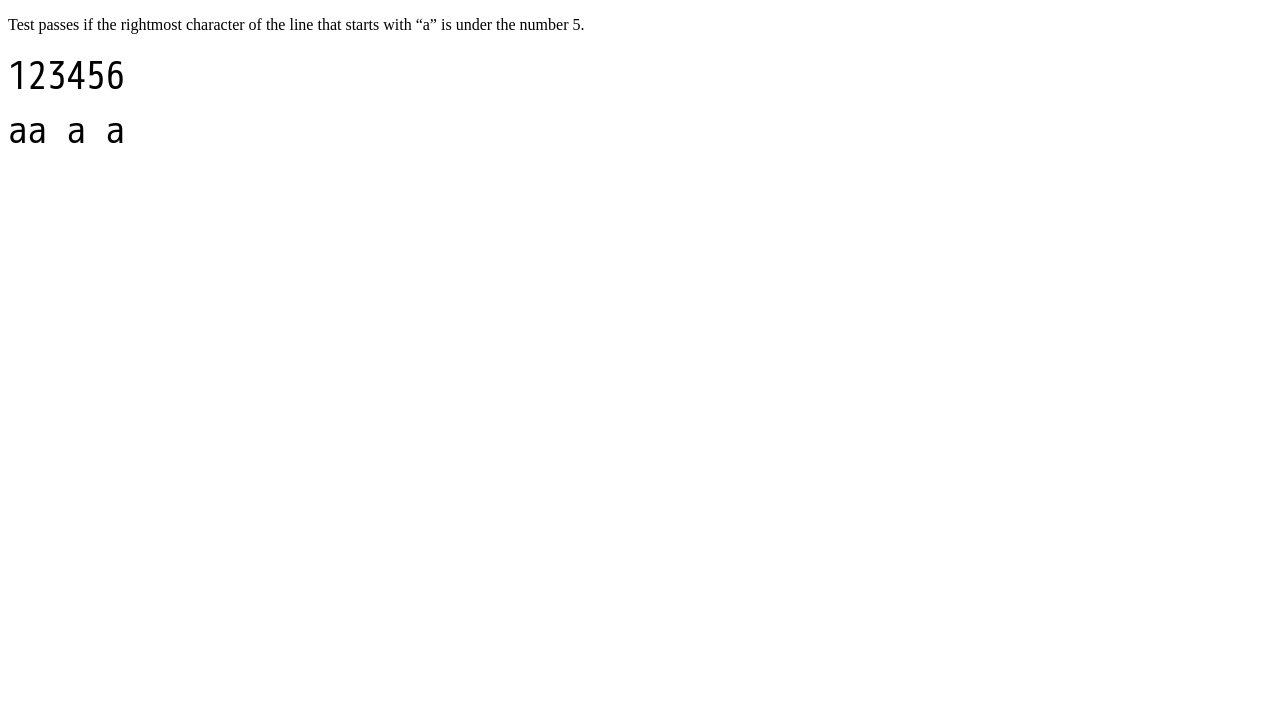 Test passes if the rightmost character of the line that starts with “a” is under the number 5.
123456
aa a a